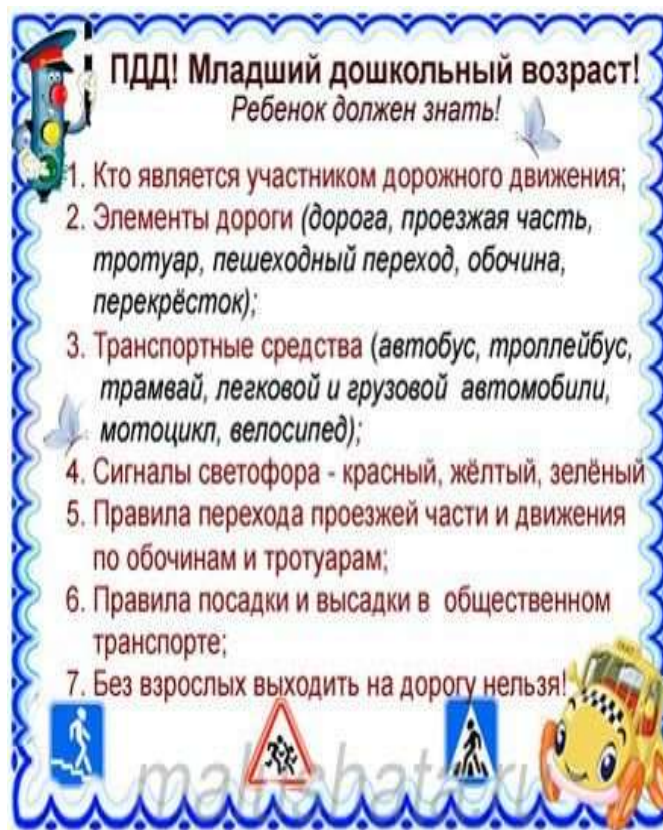 ПДД! Младший дошкольный возраст!
Ребенок должен знать!
1. Кто является участником дорожного движения;
2. Элементы дороги (дорога, проезжая часть,
тротуар, пешеходный переход, обочина,
перекрёсток);
3. Транспортные средства (автобус, троллейбус,
трамвай, легковой и грузовой автомобили,
мотоцикл, велосипед);
4. Сигналы светофора - красный, жёлтый, зелёный
5. Правила перехода проезжей части и движения
по обочинам и тротуарам;
6. Правила посадки и высадки в общественном
транспорте;
7. Без взрослых выходить на дорогу нельзя!